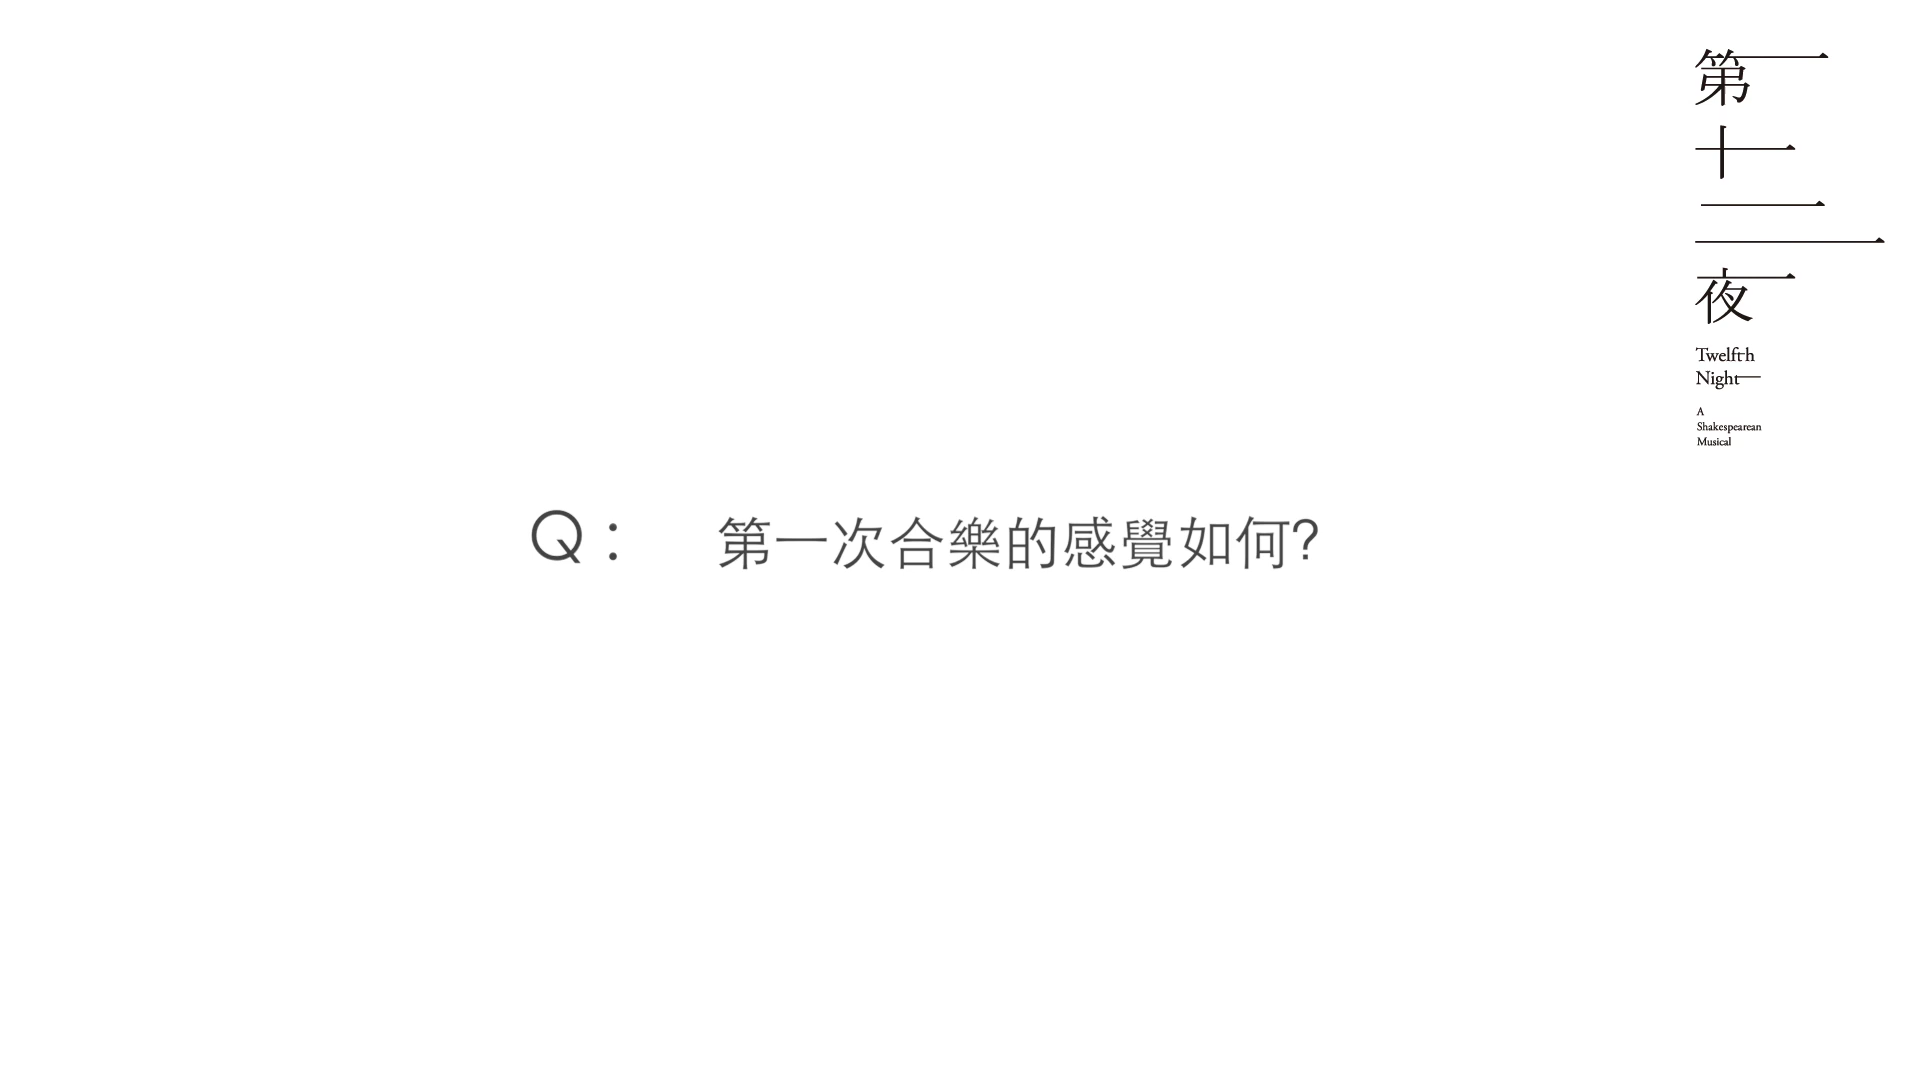 第
十
二
夜
Twelfth
Night
A
Shakespearean
Musical
Q： 第一次合樂的感覺如何?